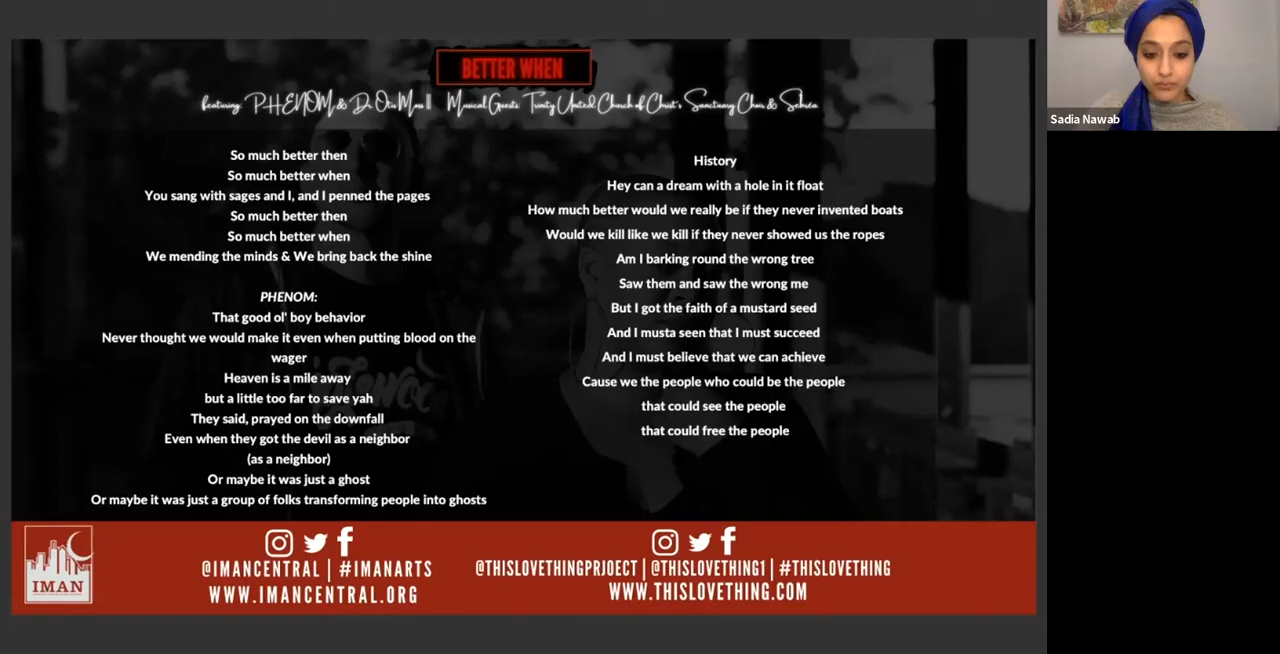 BETTER WHEN
featuring PHENOM & Dr. Otis Moss III Musical Guests: Trinity United Church of Christ's Sanctuary Choir &
So much better then
So much better when
You sang with sages and I, and I penned the pages
So much better then
So much better when
We mending the minds & We bring back the shine
PHENOM:
That good ol' boy behavior
Never thought we would make it even when putting blood on the
wager
Heaven is a mile away
but a little too far to save yah
They said, prayed on the downfall
Even when they got the devil as a neighbor
(as a neighbor)
Or maybe it was just a ghost
Or maybe it was just a group of folks transforming people into ghosts
History
Hey can a dream with a hole in it float
How much better would we really be if they never invented boats
Would we kill like we kill if they never showed us the ropes
Am I barking round the wrong tree
Saw them and saw the wrong me
But I got the faith of a mustard seed
And I musta seen that I must succeed
And I must believe that we can achieve
Cause we the people who could be the people
that could see the people
that could free the people
IMAN
@IMANCENTRAL | #IMANARTS
WWW.IMANCENTRAL.ORG
@THISLOVETHINGPRJOECT | @THISLOVETHING1 | #THISLOVETHING
WWW.THISLOVETHING.COM
Sadia Nawab